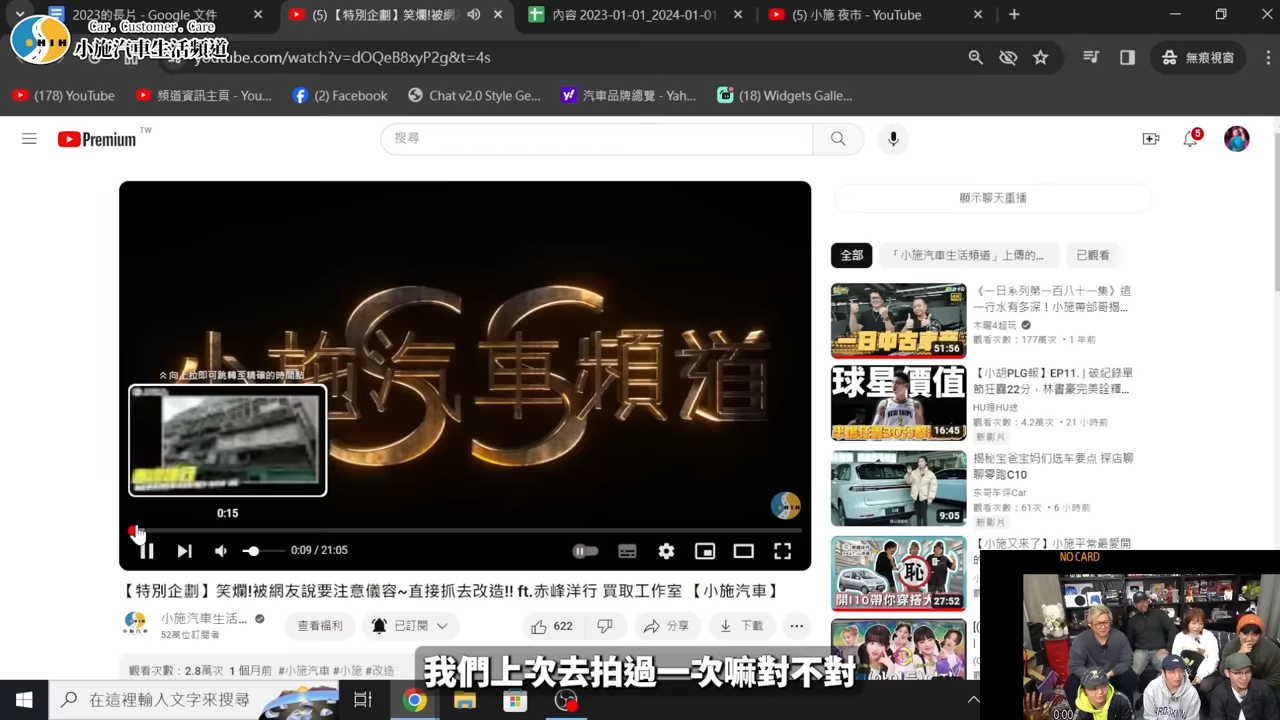 2023的長片 - Google 文件
(5)【特別企劃】笑爛!被網
內容 2023-01-01_2024-01-01
(5) 小施 夜市 - YouTube
Car. Customer. Care
SHIH
小施汽車生活頻道
youtube.com/watch?v=dOQeB8xyP2g&t=4s
無痕視窗
(178) YouTube
頻道資訊主頁 - You...
(2) Facebook
Chat v2.0 Style Ge...
汽車品牌總覽 - Yah...
(18) Widgets Galle...
Premium TW
搜尋
5
顯示聊天重播
全部
「小施汽車生活頻道」上傳的...
已觀看
小施汽車頻道
向上拉即可跳轉至精確的時間點
0:15
0:09 / 21:05
《一日系列第一百八十一集》這
一行水有多深！小施帶邰哥揭...
木曜4超玩
觀看次數：177萬次 ・1 年前
4K
51:56
【小胡PLG報】EP11. | 破紀錄單
節狂轟22分，林書豪完美詮釋...
HU理HU途
觀看次數：4.2萬次 ・21 小時前
新影片
球星價值
16:45
揭秘宝爸宝妈们选车要点 探店聊
聊零跑C10
东哥车评Car
觀看次數：61次 ・6 小時前
新影片
9:05
【小施又來了】小施平常最愛開
恥
27:52
NO CARD
0:00
【特別企劃】笑爛!被網友說要注意儀容~直接抓去改造!! ft.赤峰洋行 買取工作室 【小施汽車】
小施汽車生活...
52萬位訂閱者
查看福利
已訂閱
622
分享
下載
觀看次數：2.8萬次 1 個月前 #小施汽車 #小施 #改造
我們上次去拍過一次嘛對不對
在這裡輸入文字來搜尋